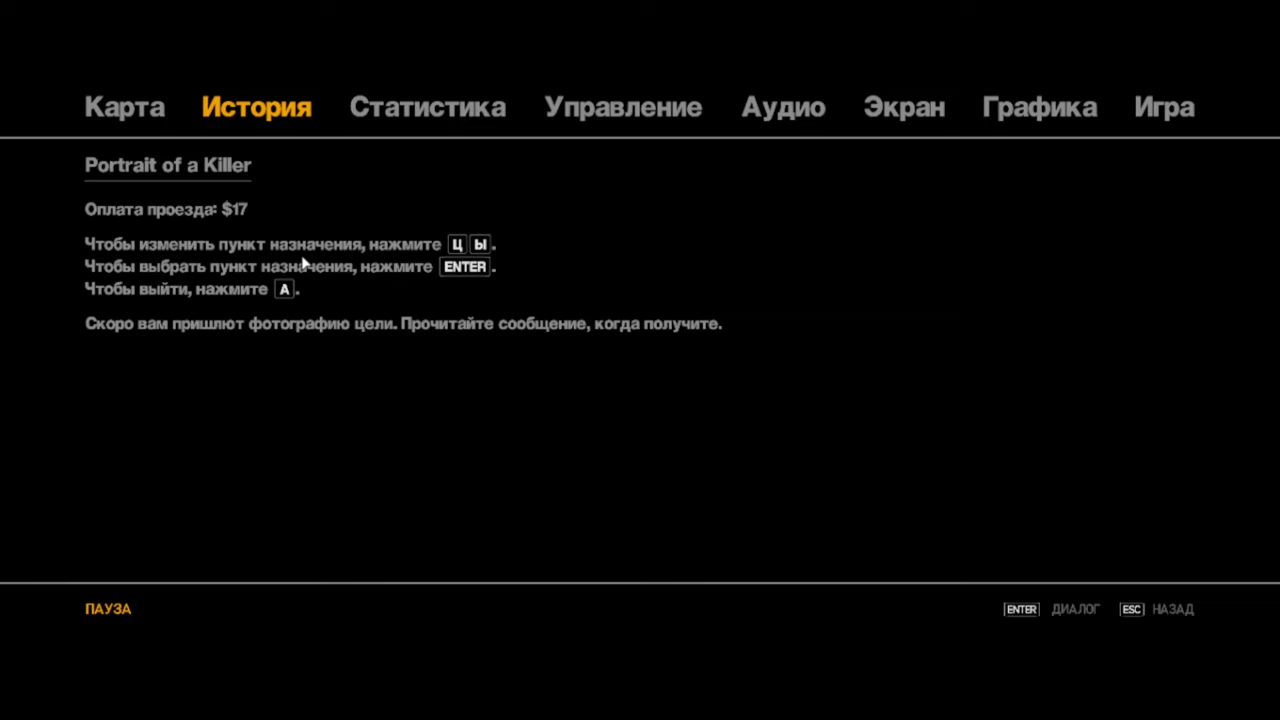 Карта История Статистика Управление Аудио Экран Графика Игра
Portrait of a Killer
Оплата проезда: $17
Чтобы изменить пункт назначения, нажмите Ц Ы.
Чтобы выбрать пункт назначения, нажмите ENTER.
Чтобы выйти, нажмите А.
Скоро вам пришлют фотографию цели. Прочитайте сообщение, когда получите.
ПАУЗА ENTER ДИАЛОГ ESC НАЗАД